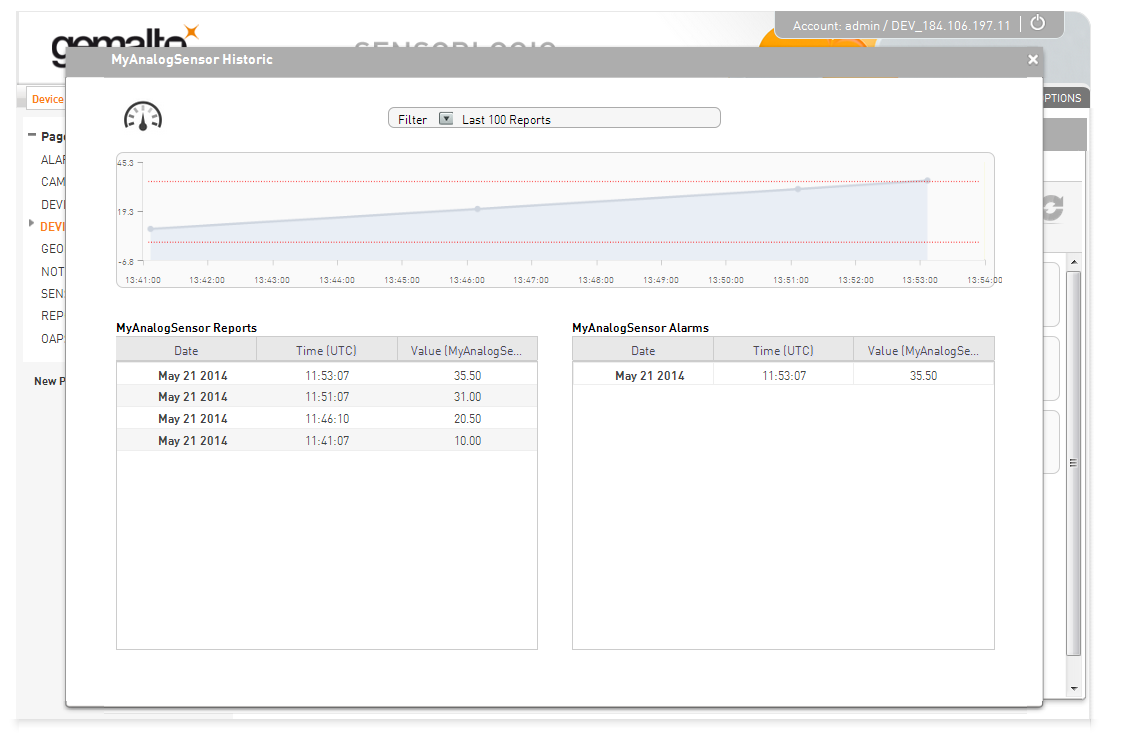 gemalto
SENSORLOGIC
Account: admin / DEV_184.106.197.11
MyAnalogSensor Historic
Device
PTIONS
Filter Last 100 Reports
Pag
ALAR
CAM
DEVI
DEVI
GEO
NOT
SEN
REP
OAP
New P
45.3
19.3
-6.8
13:41:00 13:42:00 13:43:00 13:44:00 13:45:00 13:46:00 13:47:00 13:48:00 13:49:00 13:50:00 13:51:00 13:52:00 13:53:00 13:54:00
MyAnalogSensor Reports
Date Time (UTC) Value (MyAnalogSe...
May 21 2014 11:53:07 35.50
May 21 2014 11:51:07 31.00
May 21 2014 11:46:10 20.50
May 21 2014 11:41:07 10.00
MyAnalogSensor Alarms
Date Time (UTC) Value (MyAnalogSe...
May 21 2014 11:53:07 35.50